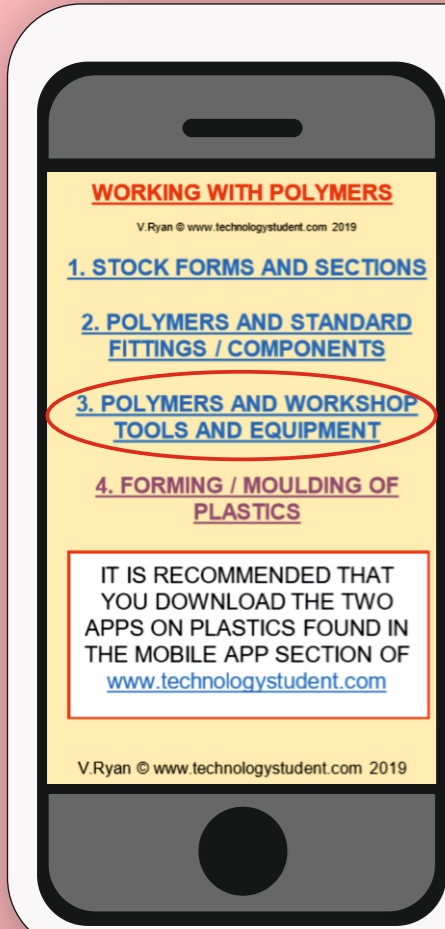 WORKING WITH POLYMERS
V.Ryan © www.technologystudent.com 2019
1. STOCK FORMS AND SECTIONS
2. POLYMERS AND STANDARD
FITTINGS / COMPONENTS
3. POLYMERS AND WORKSHOP
TOOLS AND EQUIPMENT
4. FORMING / MOULDING OF
PLASTICS
IT IS RECOMMENDED THAT
YOU DOWNLOAD THE TWO
APPS ON PLASTICS FOUND IN
THE MOBILE APP SECTION OF
www.technologystudent.com
V.Ryan © www.technologystudent.com 2019